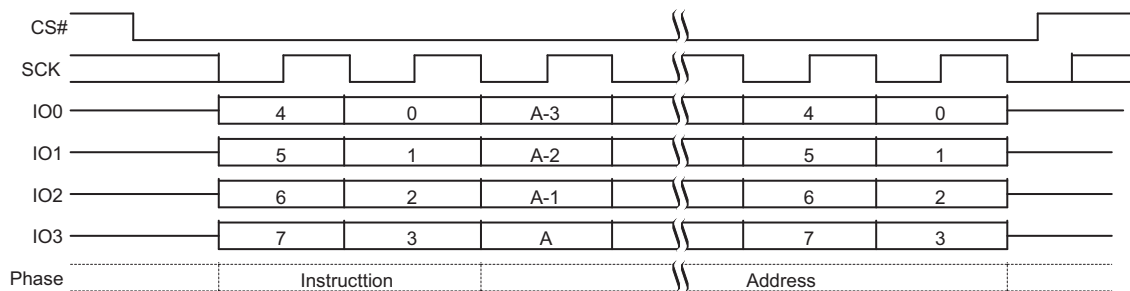 CS#
SCK
IO0 4 0 A-3 4 0
IO1 5 1 A-2 5 1
IO2 6 2 A-1 6 2
IO3 7 3 A 7 3
Phase Instructtion Address